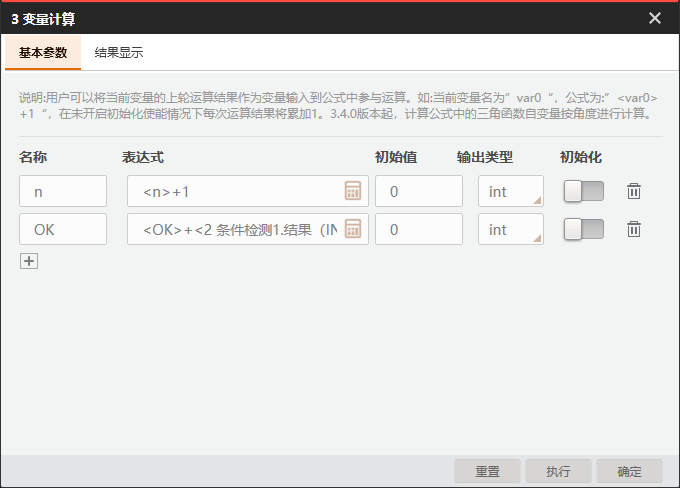 3 变量计算
基本参数 结果显示
说明:用户可以将当前变量的上轮运算结果作为变量输入到公式中参与运算。如:当前变量名为”var0“，公式为:”<var0>
+1“，在未开启初始化使能情况下每次运算结果将累加1。3.4.0版本起，计算公式中的三角函数自变量按角度进行计算。
名称 表达式 初始值 输出类型 初始化
n <n>+1 0 int
OK <OK>+<2 条件检测1.结果（IN 0 int
重置 执行 确定